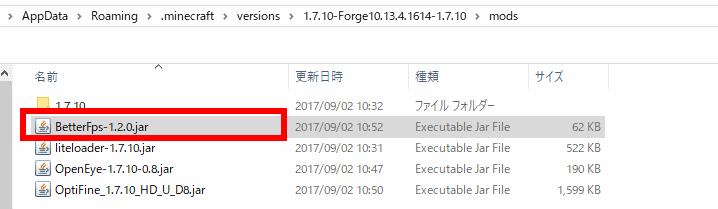 AppData > Roaming > .minecraft > versions > 1.7.10-Forge10.13.4.1614-1.7.10 > mods
名前 更新日時 種類 サイズ
1.7.10 2017/09/02 10:32 ファイル フォルダー
BetterFps-1.2.0.jar 2017/09/02 10:52 Executable Jar File 62 KB
liteloader-1.7.10.jar 2017/09/02 10:31 Executable Jar File 522 KB
OpenEye-1.7.10-0.8.jar 2017/09/02 10:47 Executable Jar File 190 KB
OptiFine_1.7.10_HD_U_D8.jar 2017/09/02 10:50 Executable Jar File 1,599 KB